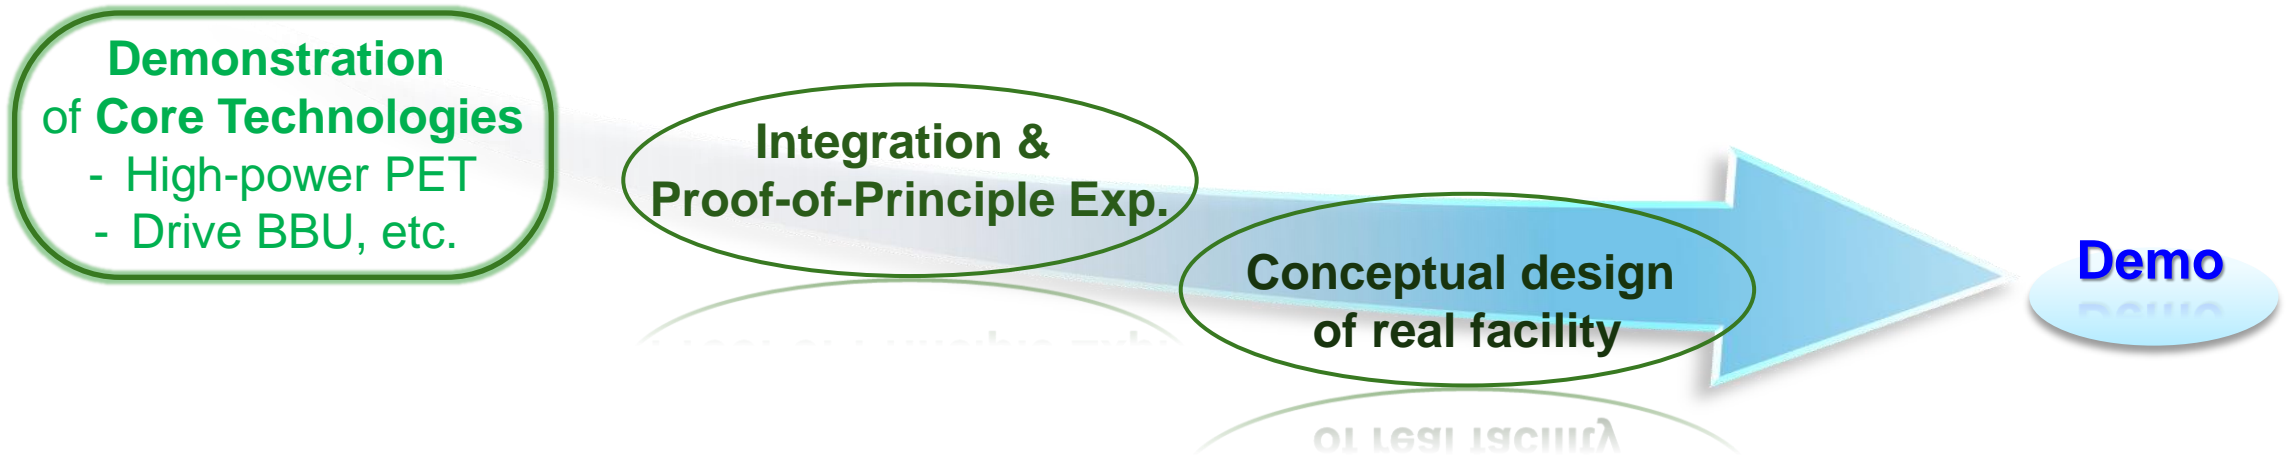 Demonstration
of Core Technologies
- High-power PET
- Drive BBU, etc.
Integration &
Proof-of-Principle Exp.
Conceptual design
of real facility
Demo